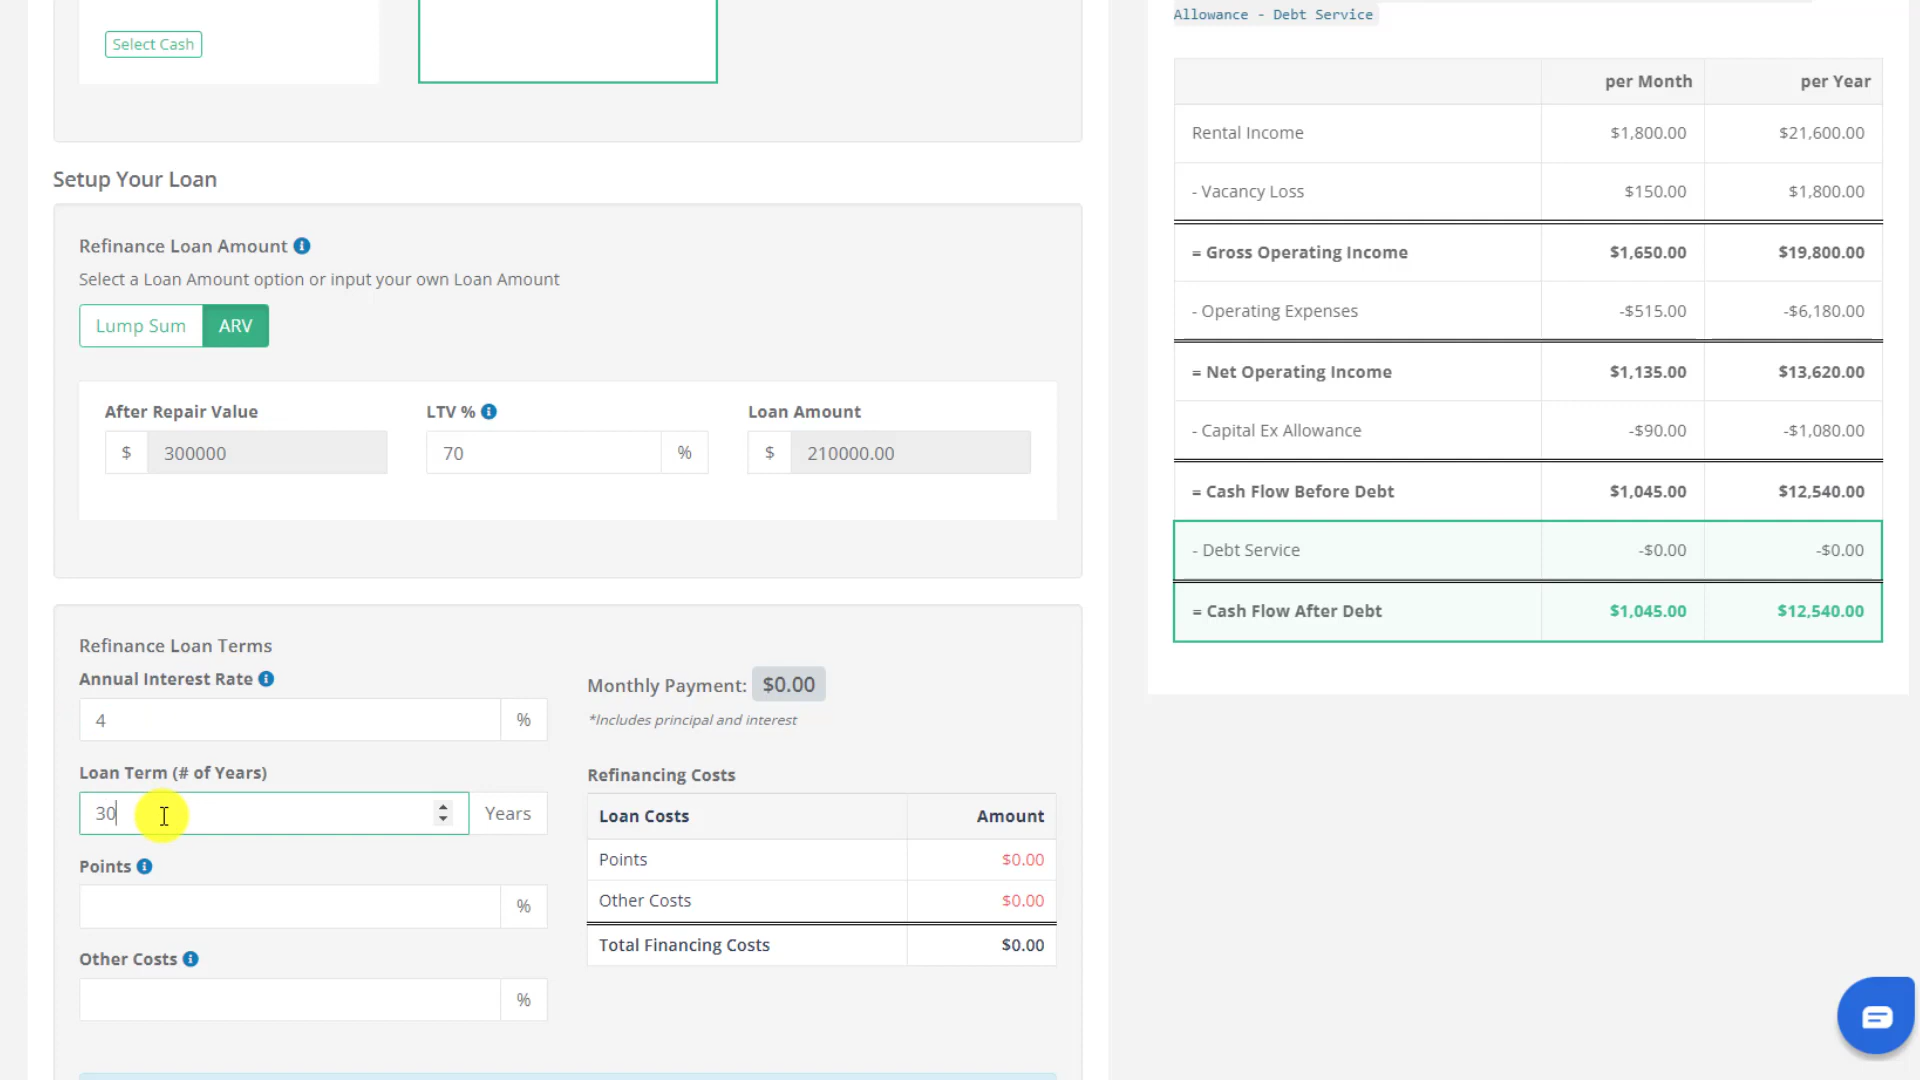 Select Cash
Setup Your Loan
Refinance Loan Amount
Select a Loan Amount option or input your own Loan Amount
Lump Sum ARV
After Repair Value LTV % Loan Amount
$ 300000 70 % $ 210000.00
Refinance Loan Terms
Annual Interest Rate
4 %
Loan Term (# of Years)
30 Years
Points
%
Other Costs
%
Monthly Payment: $0.00
*Includes principal and interest
Refinancing Costs
Loan Costs Amount
Points $0.00
Other Costs $0.00
Total Financing Costs $0.00
Allowance - Debt Service
per Month per Year
Rental Income $1,800.00 $21,600.00
- Vacancy Loss $150.00 $1,800.00
= Gross Operating Income $1,650.00 $19,800.00
- Operating Expenses -$515.00 -$6,180.00
= Net Operating Income $1,135.00 $13,620.00
- Capital Ex Allowance -$90.00 -$1,080.00
= Cash Flow Before Debt $1,045.00 $12,540.00
- Debt Service -$0.00 -$0.00
= Cash Flow After Debt $1,045.00 $12,540.00